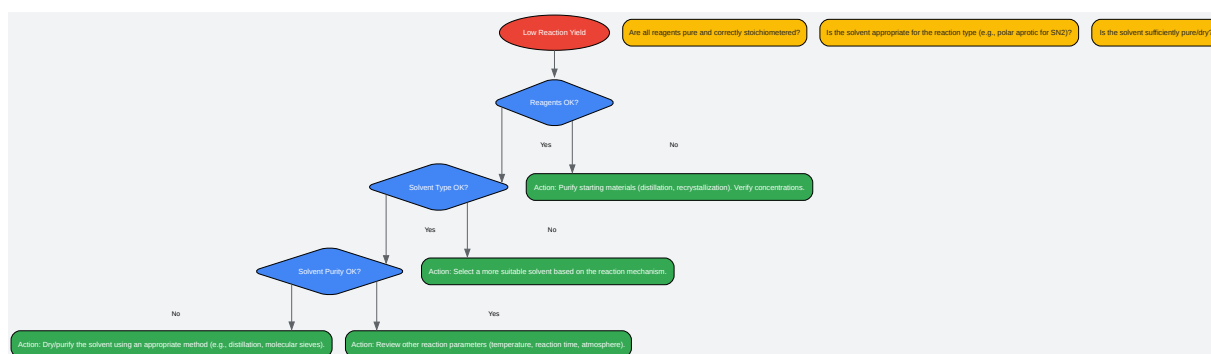 Low Reaction Yield
Are all reagents pure and correctly stoichiometered?
Is the solvent appropriate for the reaction type (e.g., polar aprotic for SN2)?
Is the solvent sufficiently pure/dry?
Reagents OK?
Yes
No
Solvent Type OK?
Action: Purify starting materials (distillation, recrystallization). Verify concentrations.
Yes
No
Solvent Purity OK?
Action: Select a more suitable solvent based on the reaction mechanism.
No
Yes
Action: Dry/purify the solvent using an appropriate method (e.g., distillation, molecular sieves).
Action: Review other reaction parameters (temperature, reaction time, atmosphere).